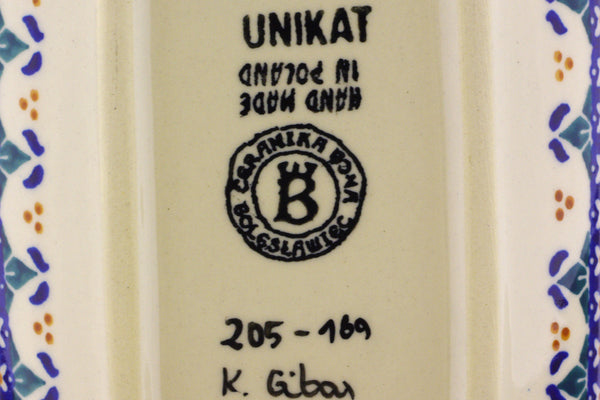 UNIKAT
HAND MADE
IN POLAND
CERAMIKA BONA
B
BOLESŁAWIEC
205-169
K. Gibas